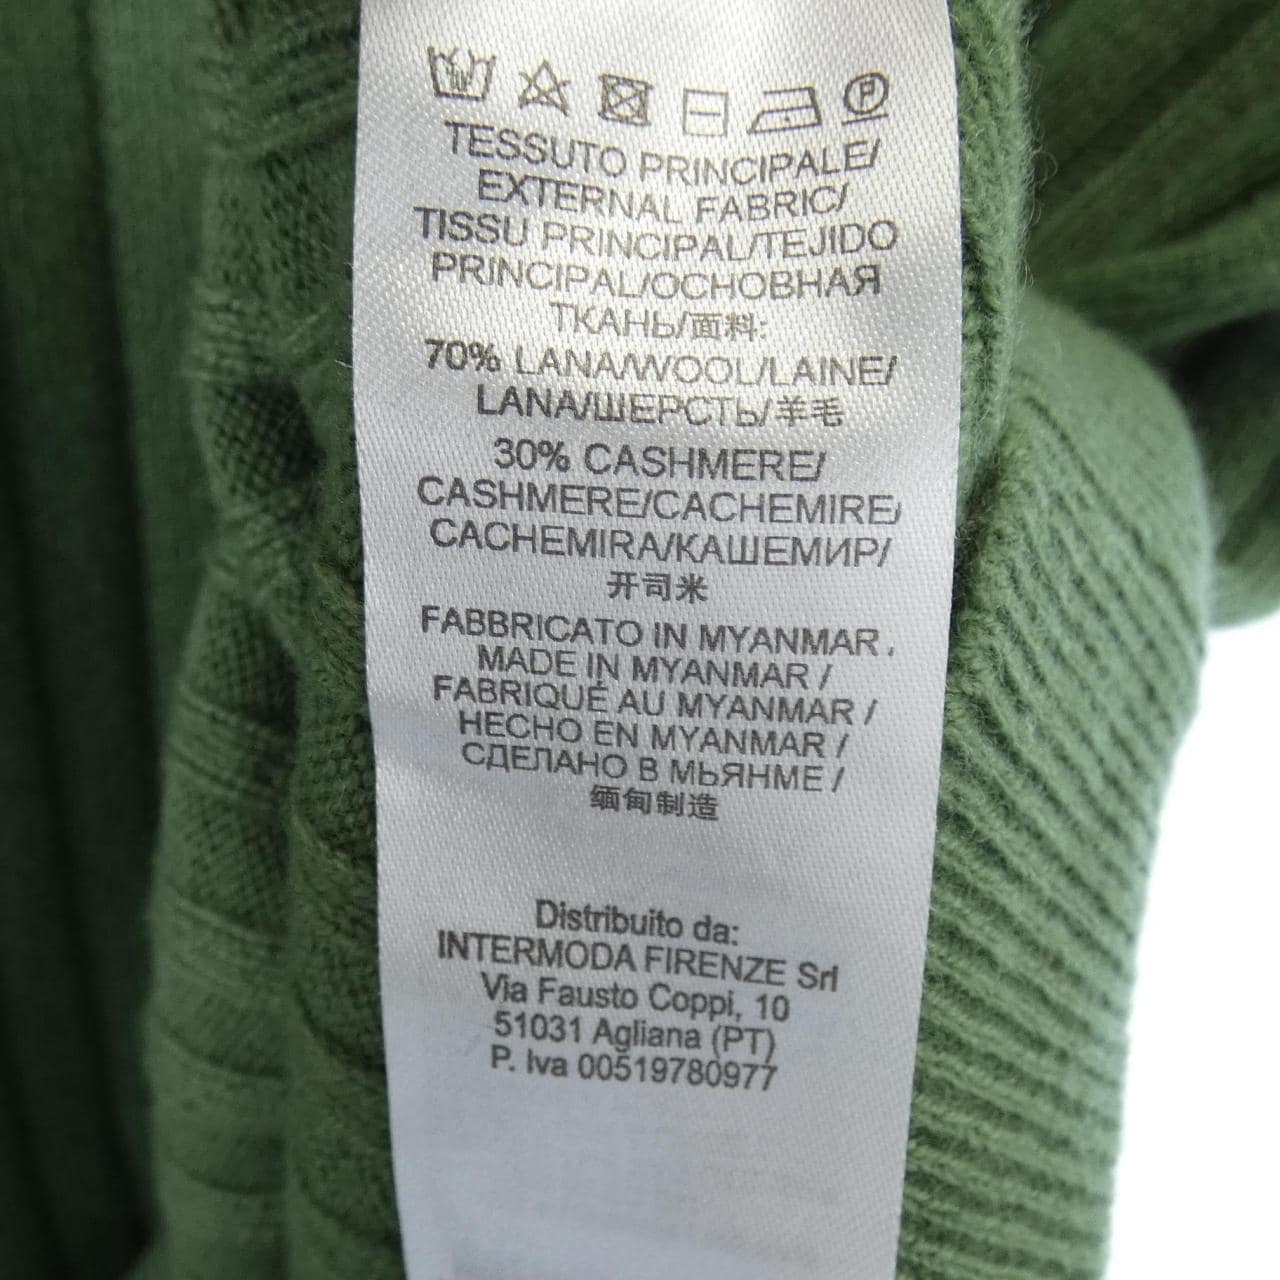 TESSUTO PRINCIPALE/
EXTERNAL FABRIC/
TISSU PRINCIPAL/TEJIDO
PRINCIPAL/ОСНОВНАЯ
ТКАНЬ/面料:
70% LANA/WOOL/LAINE/
LANA/ШЕРСТЬ/羊毛
30% CASHMERE/
CASHMERE/CACHEMIRE/
CACHEMIRA/КАШЕМИР/
开司米
FABBRICATO IN MYANMAR.
MADE IN MYANMAR /
FABRIQUÉ AU MYANMAR /
HECHO EN MYANMAR /
СДЕЛАНО В МЬЯНМЕ /
缅甸制造
Distribuito da:
INTERMODA FIRENZE Srl
Via Fausto Coppi, 10
51031 Agliana (PT)
P. Iva 00519780977